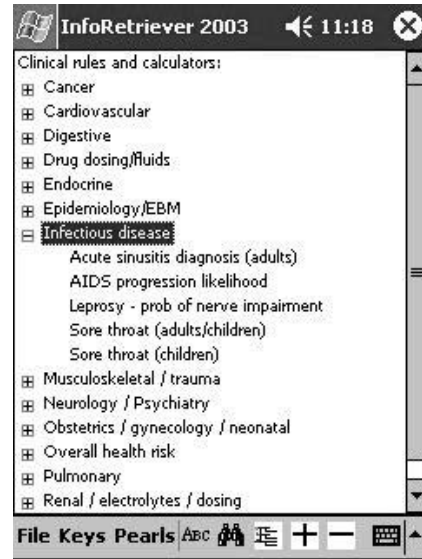 InfoRetriever 2003 11:18
Clinical rules and calculators:
Cancer
Cardiovascular
Digestive
Drug dosing/fluids
Endocrine
Epidemiology/EBM
Infectious disease
Acute sinusitis diagnosis (adults)
AIDS progression likelihood
Leprosy - prob of nerve impairment
Sore throat (adults/children)
Sore throat (children)
Musculoskeletal / trauma
Neurology / Psychiatry
Obstetrics / gynecology / neonatal
Overall health risk
Pulmonary
Renal / electrolytes / dosing
File Keys Pearls ABC